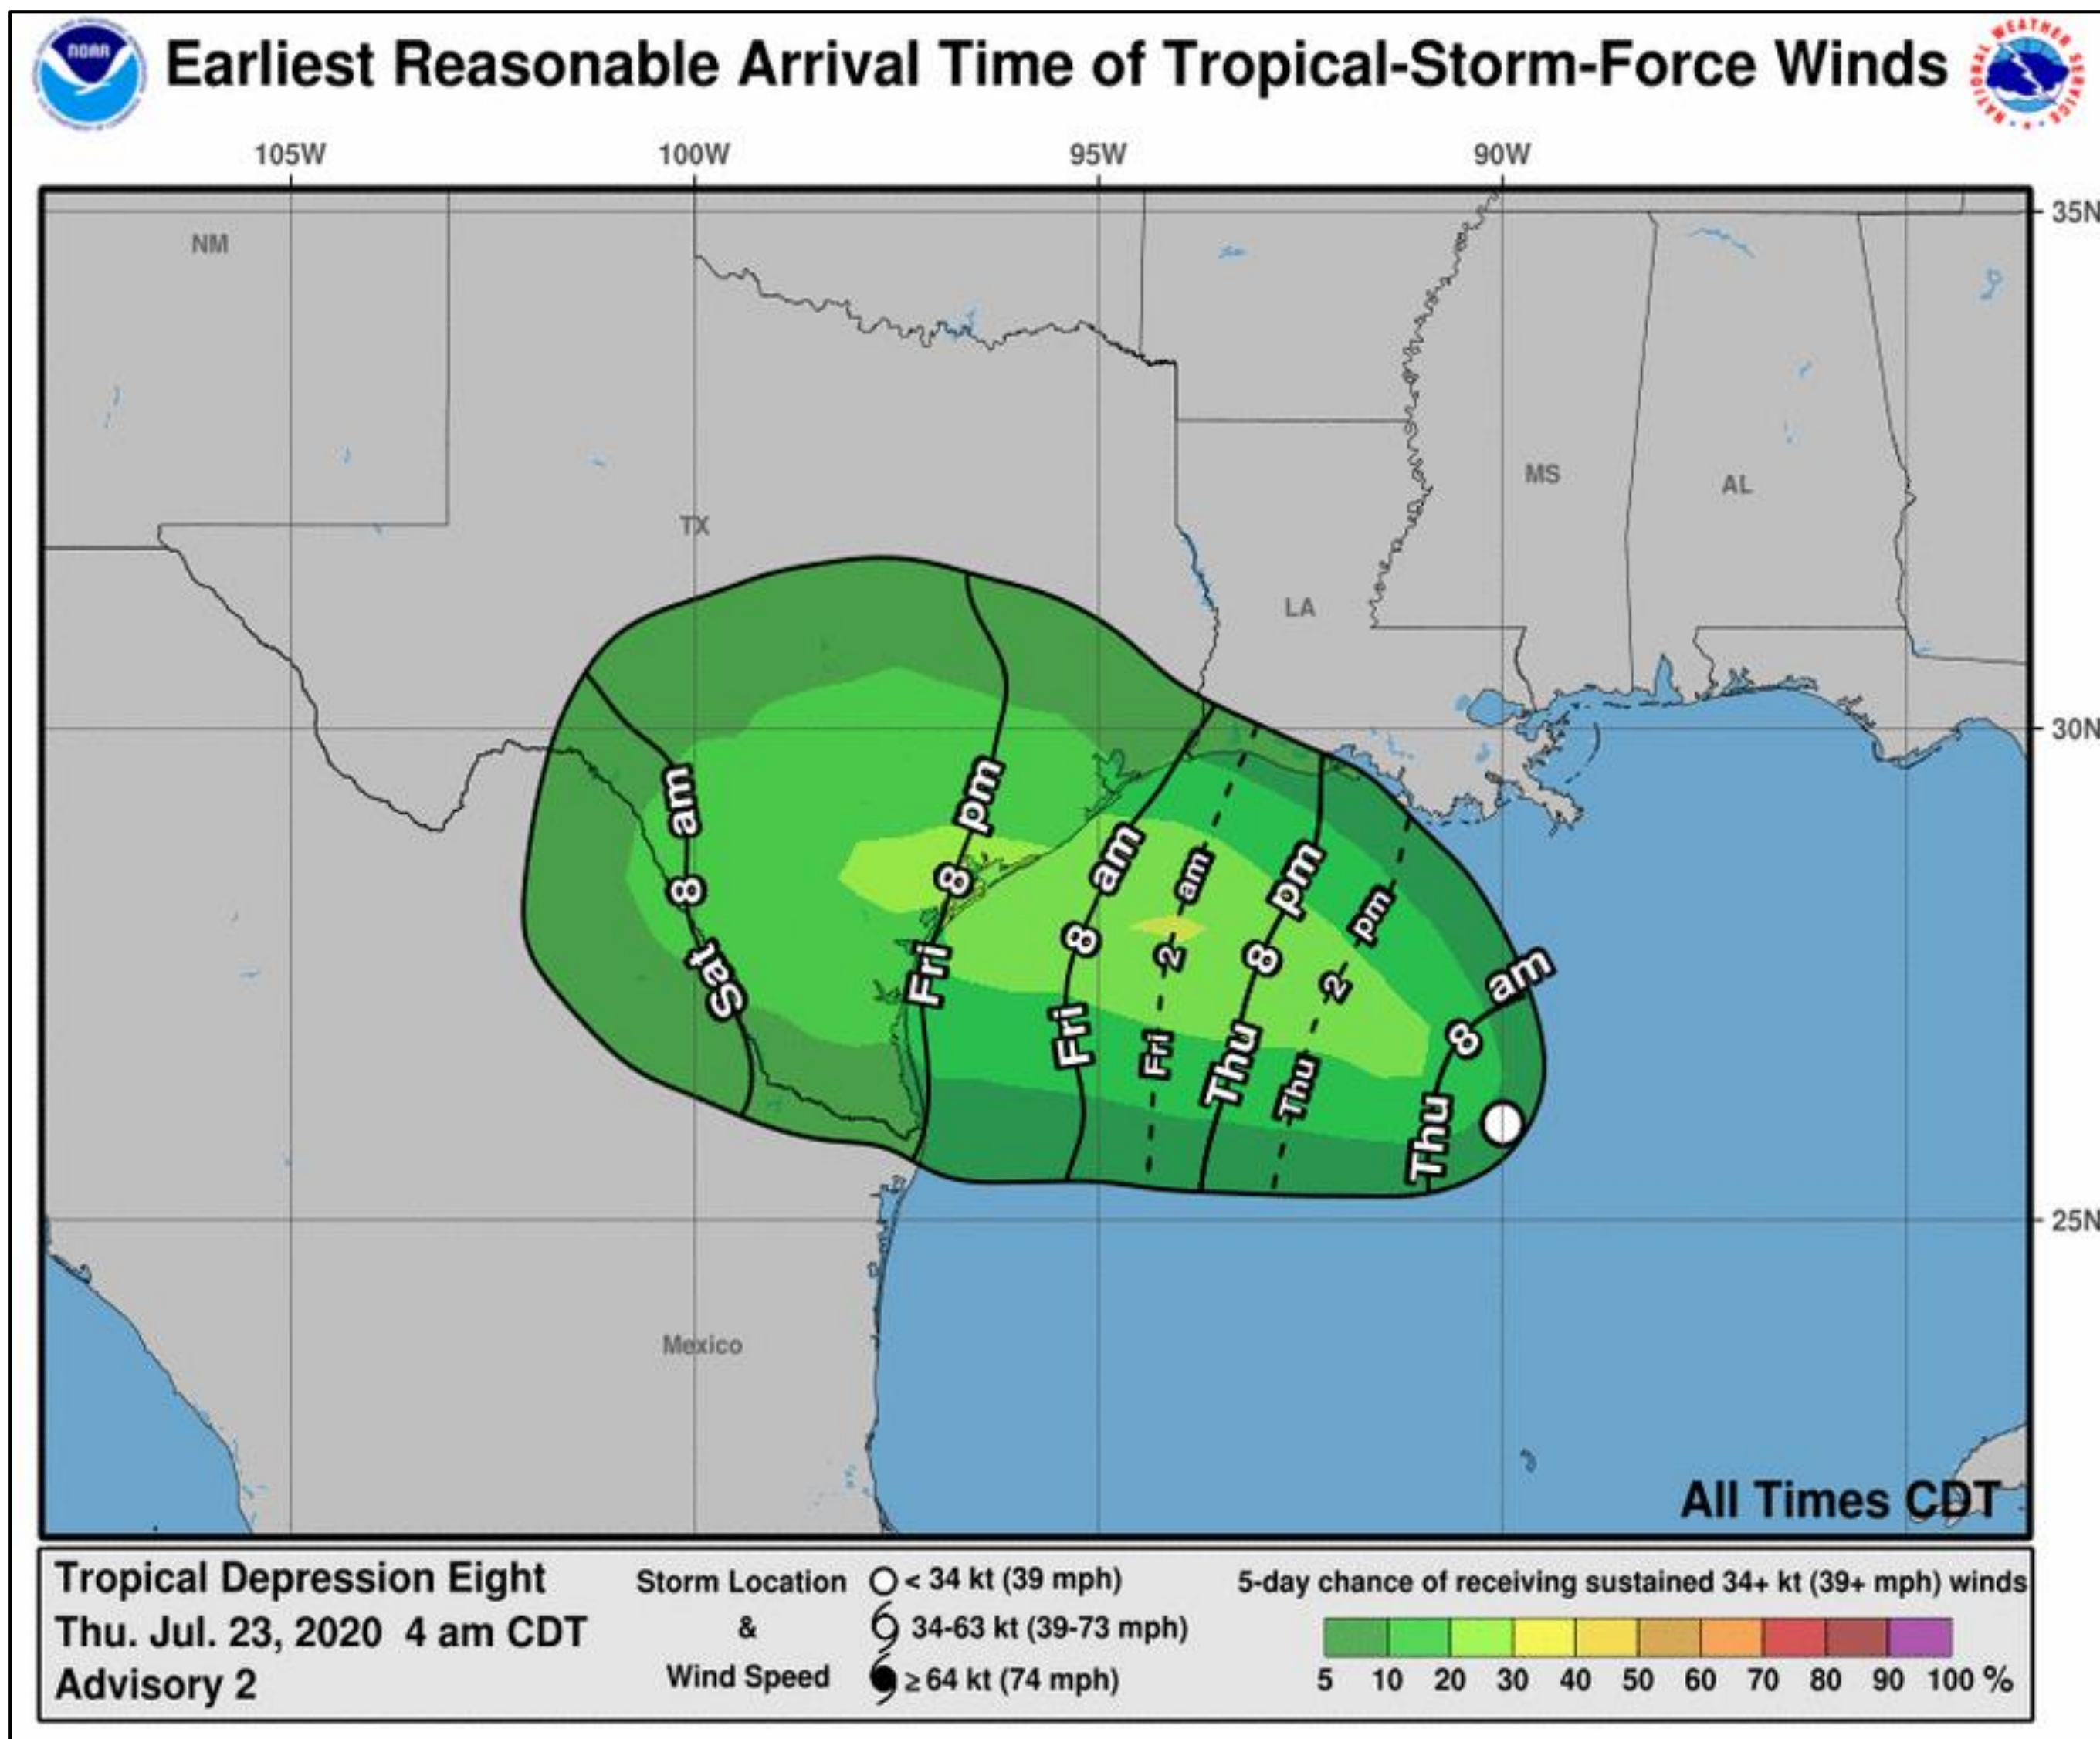 NOAA
Earliest Reasonable Arrival Time of Tropical-Storm-Force Winds
NATIONAL WEATHER SERVICE
105W 100W 95W 90W
35N
NM
MS
AL
TX
LA
30N
Sat 8 am
Fri 8 pm
Fri 8 am
Fri 2 am
Thu 8 pm
Thu 2 pm
Thu 8 am
25N
Mexico
All Times CDT
Tropical Depression Eight
Thu. Jul. 23, 2020 4 am CDT
Advisory 2
Storm Location
&
Wind Speed
< 34 kt (39 mph)
34-63 kt (39-73 mph)
≥ 64 kt (74 mph)
5-day chance of receiving sustained 34+ kt (39+ mph) winds
5 10 20 30 40 50 60 70 80 90 100 %